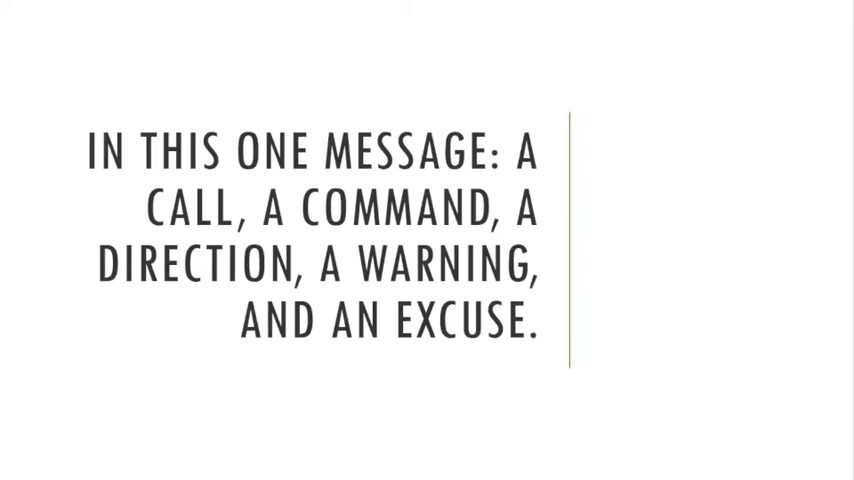 IN THIS ONE MESSAGE: A
CALL, A COMMAND, A
DIRECTION, A WARNING,
AND AN EXCUSE.